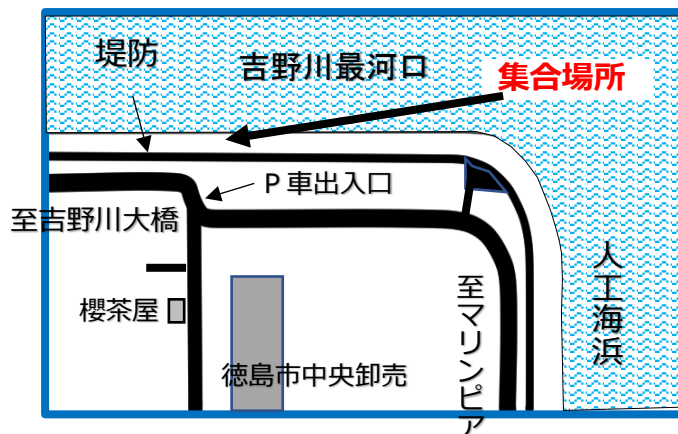 堤防
吉野川最河口
集合場所
P車出入口
至吉野川大橋
櫻茶屋
徳島市中央卸売
至マリンピア
人工海浜